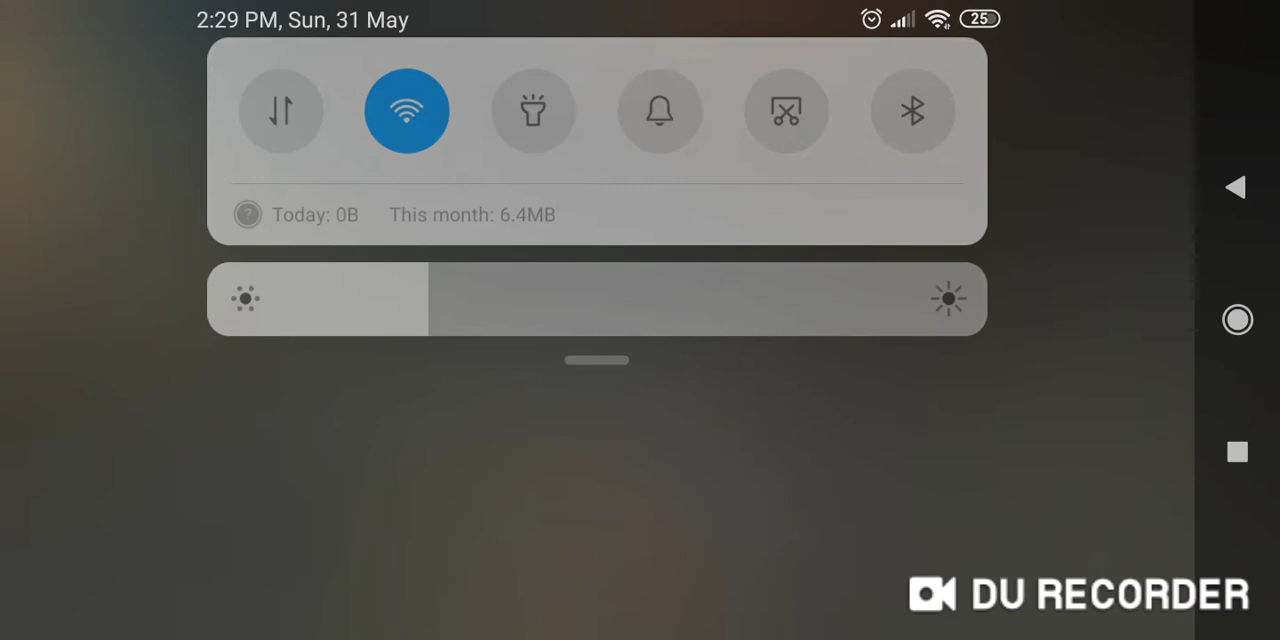 2:29 PM, Sun, 31 May
25
Today: 0B This month: 6.4MB
DU RECORDER